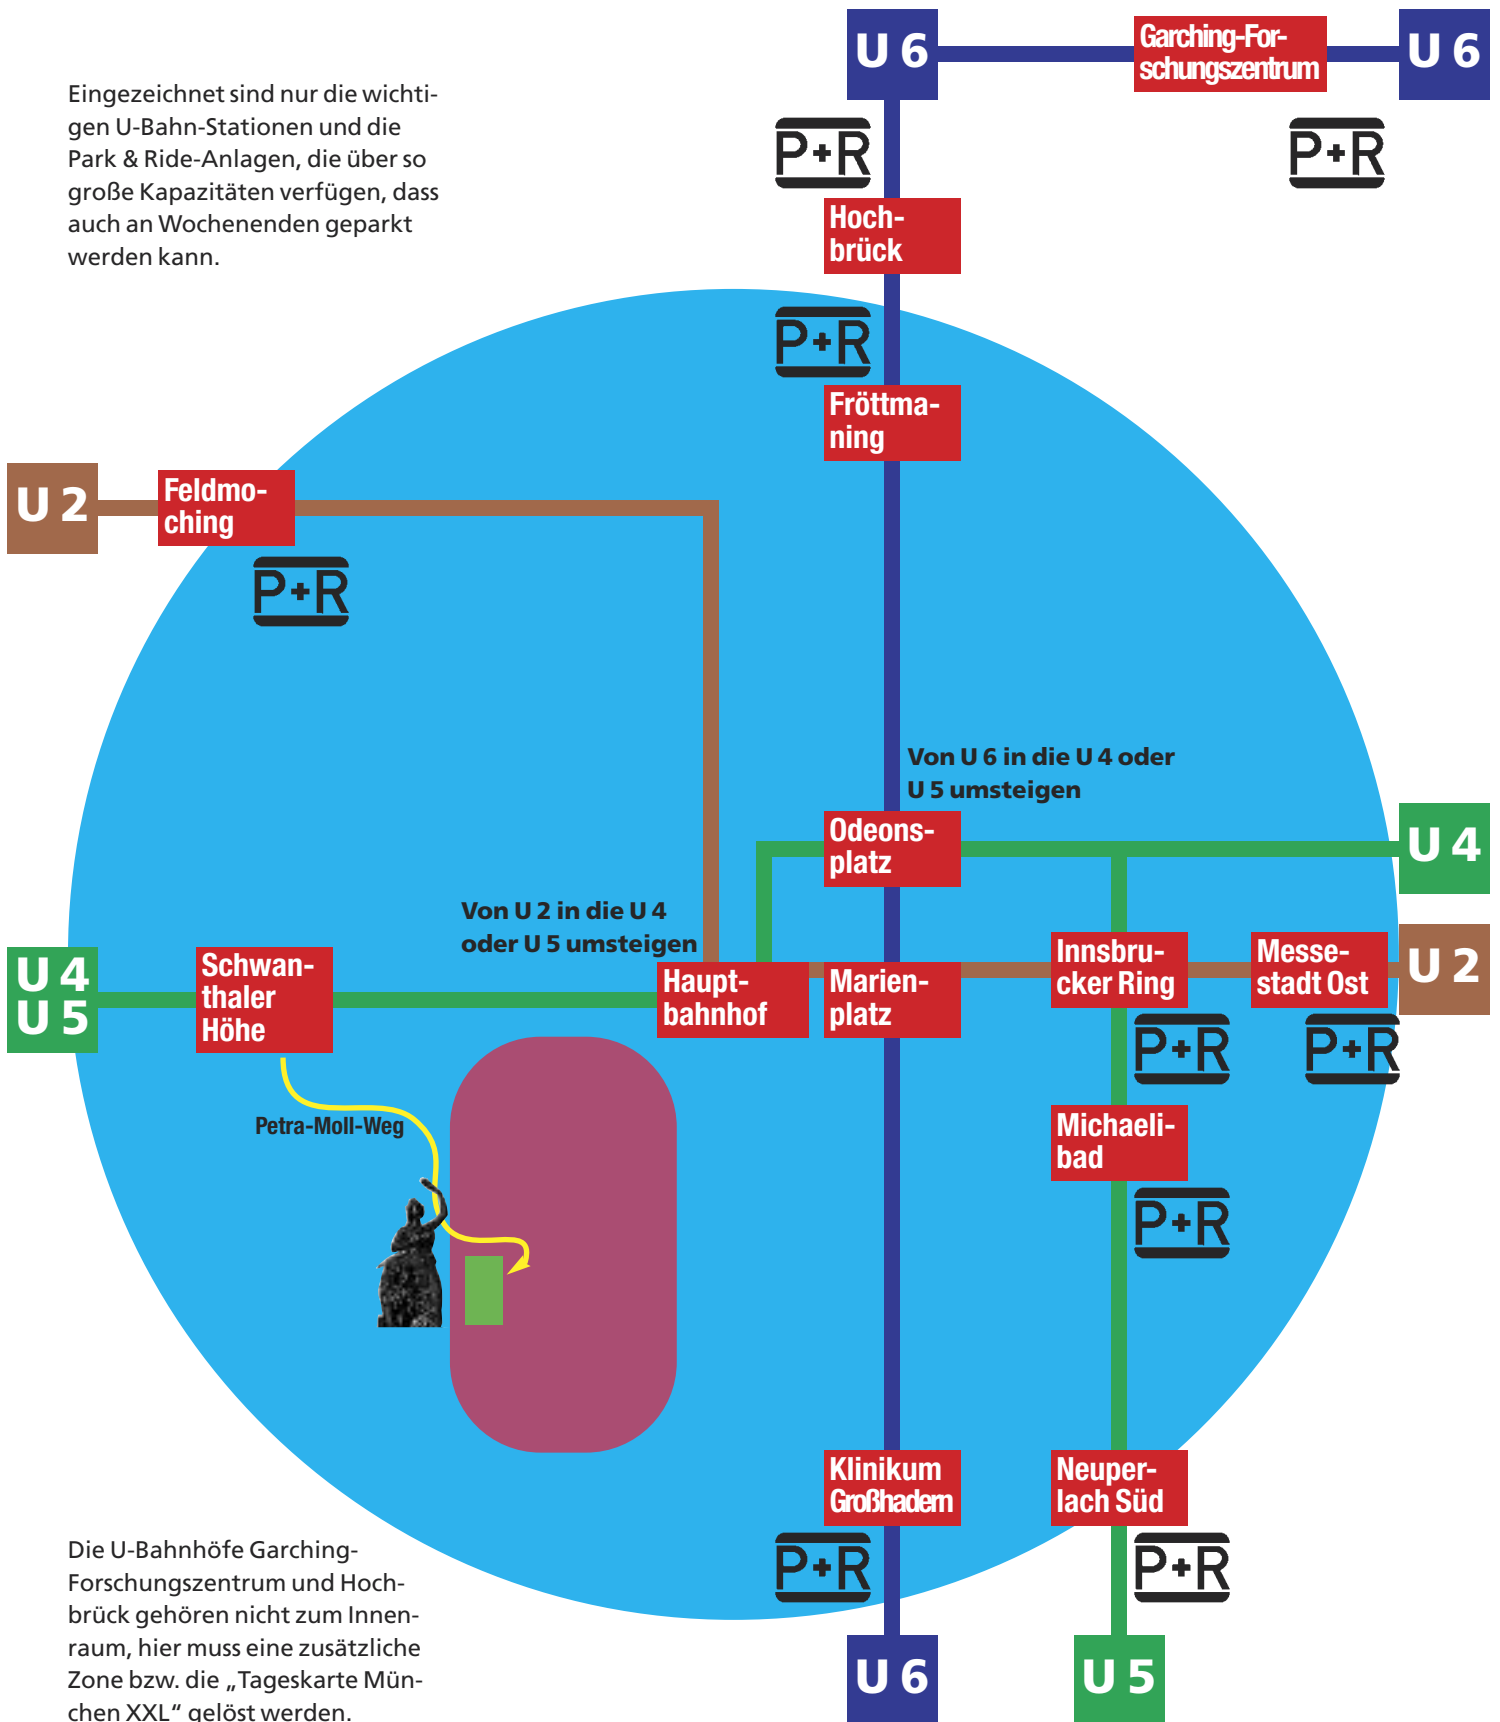 U 6
Garching-For-
schungszentrum
U 6
Eingezeichnet sind nur die wichti-
gen U-Bahn-Stationen und die
Park & Ride-Anlagen, die über so
große Kapazitäten verfügen, dass
auch an Wochenenden geparkt
werden kann.
P+R
P+R
Hoch-
brück
P+R
Fröttma-
ning
U 2
Feldmo-
ching
P+R
Von U 6 in die U 4 oder
U 5 umsteigen
Odeons-
platz
U 4
Von U 2 in die U 4
oder U 5 umsteigen
U 4
U 5
Schwan-
thaler
Höhe
Haupt-
bahnhof
Marien-
platz
Innsbru-
cker Ring
Messe-
stadt Ost
U 2
P+R
P+R
Petra-Moll-Weg
Michaeli-
bad
P+R
Klinikum
Großhadern
Neuper-
lach Süd
P+R
P+R
Die U-Bahnhöfe Garching-
Forschungszentrum und Hoch-
brück gehören nicht zum Innen-
raum, hier muss eine zusätzliche
Zone bzw. die „Tageskarte Mün-
chen XXL“ gelöst werden.
U 6
U 5